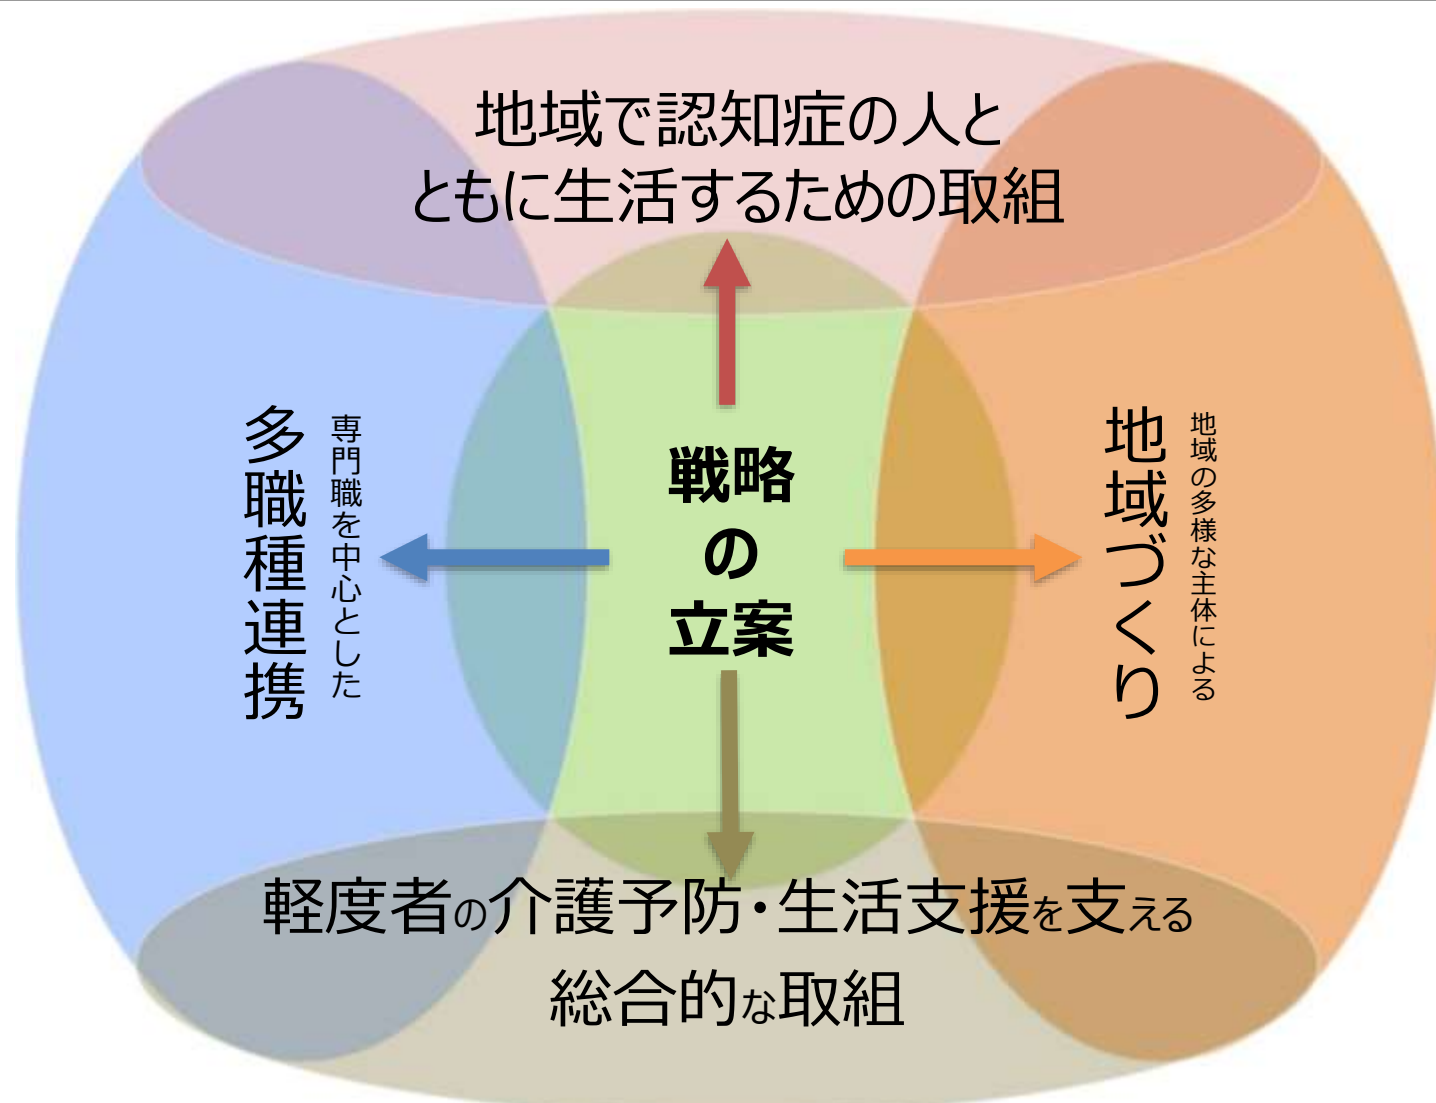 地域で認知症の人と
ともに生活するための取組
専門職を中心とした
多職種連携
戦略
の
立案
地域の多様な主体による
地域づくり
軽度者の介護予防・生活支援を支える
総合的な取組